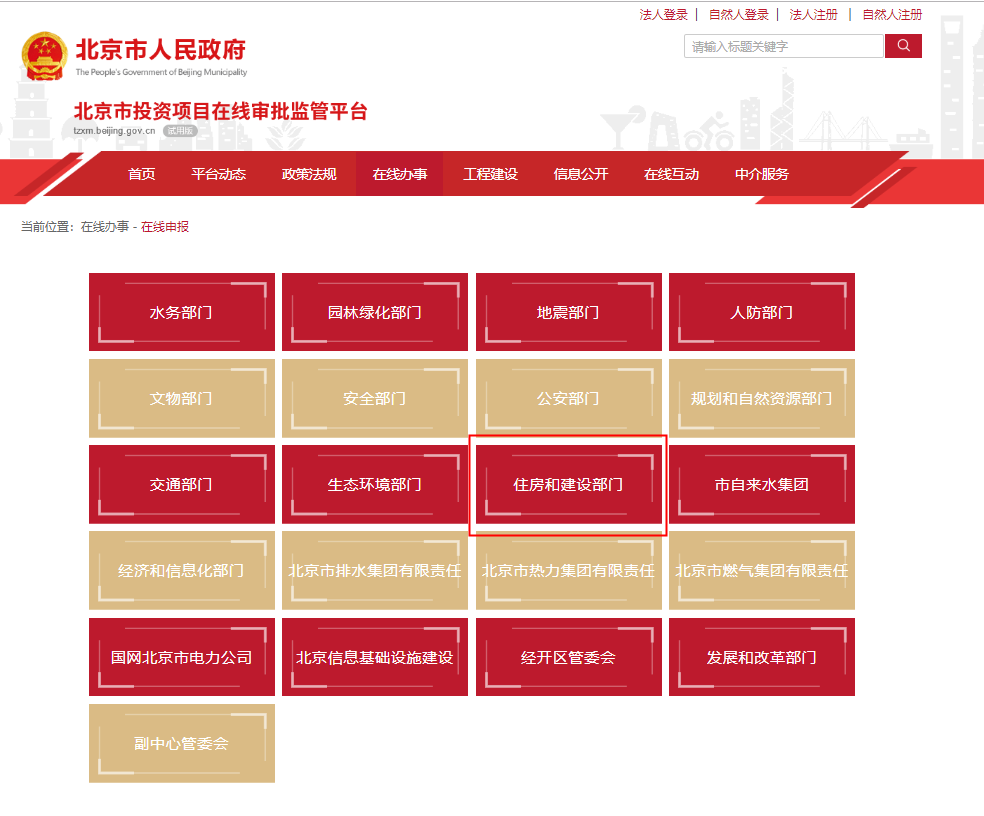 法人登录 | 自然人登录 | 法人注册 | 自然人注册
北京市人民政府
The People's Government of Beijing Municipality
请输入标题关键字
北京市投资项目在线审批监管平台
tzxm.beijing.gov.cn 试用版
首页 平台动态 政策法规 在线办事 工程建设 信息公开 在线互动 中介服务
当前位置: 在线办事 - 在线申报
水务部门 园林绿化部门 地震部门 人防部门
文物部门 安全部门 公安部门 规划和自然资源部门
交通部门 生态环境部门 住房和建设部门 市自来水集团
经济和信息化部门 北京市排水集团有限责任 北京市热力集团有限责任 北京市燃气集团有限责任
国网北京市电力公司 北京信息基础设施建设 经开区管委会 发展和改革部门
副中心管委会